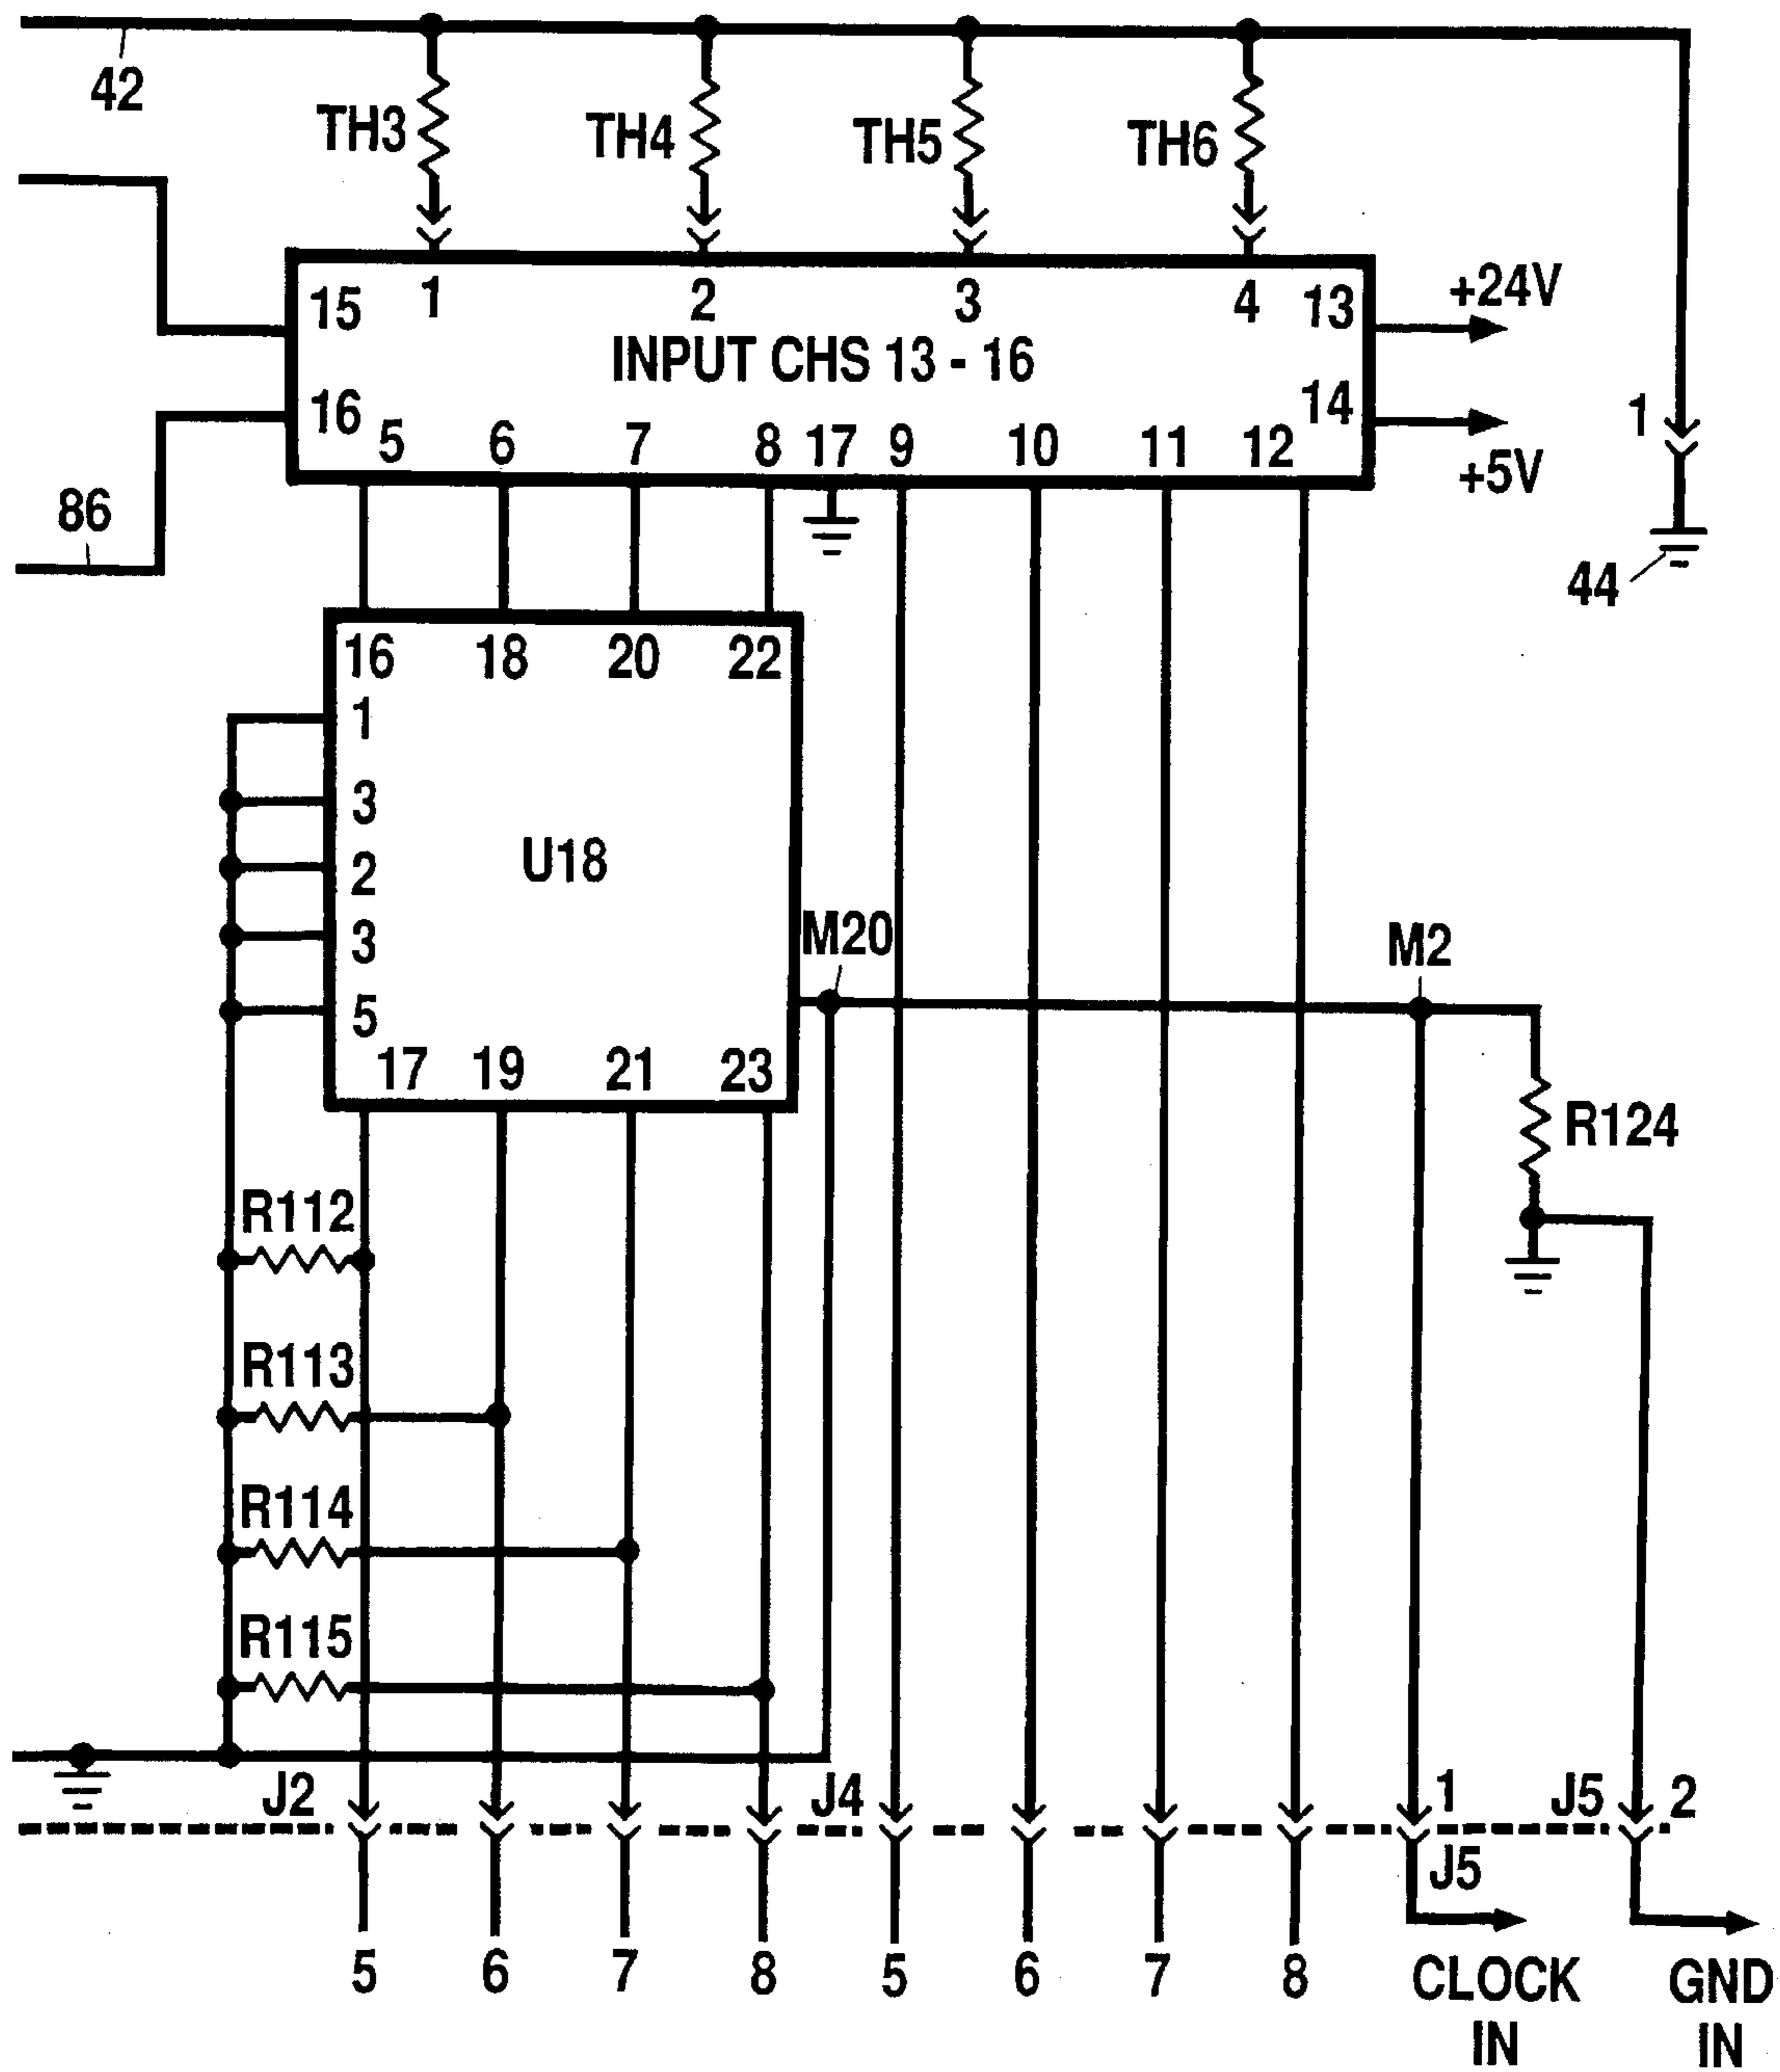 42
TH3 TH4 TH5 TH6
15 1 2 3 4 13 +24V
INPUT CHS 13 - 16
16 5 6 7 8 17 9 10 11 12 14 +5V 1
86
44
16 18 20 22
1
3
U18
2
3 M20 M2
5
17 19 21 23
R124
R112
R113
R114
R115
J2 J4 1 J5 2
J5
5 6 7 8 5 6 7 8 CLOCK GND
IN IN